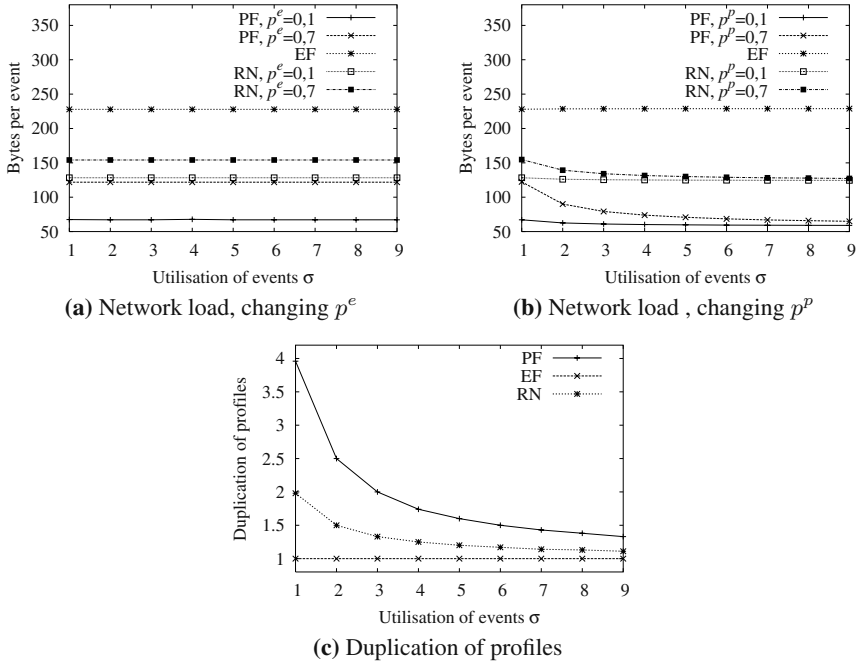 350
300
250
200
150
100
50
Bytes per event
PF, p^e=0,1
PF, p^e=0,7
EF
RN, p^e=0,1
RN, p^e=0,7
1 2 3 4 5 6 7 8 9
Utilisation of events σ
(a) Network load, changing p^e
350
300
250
200
150
100
50
Bytes per event
PF, p^p=0,1
PF, p^p=0,7
EF
RN, p^p=0,1
RN, p^p=0,7
1 2 3 4 5 6 7 8 9
Utilisation of events σ
(b) Network load , changing p^p
4
3.5
3
2.5
2
1.5
1
Duplication of profiles
PF
EF
RN
1 2 3 4 5 6 7 8 9
Utilisation of events σ
(c) Duplication of profiles